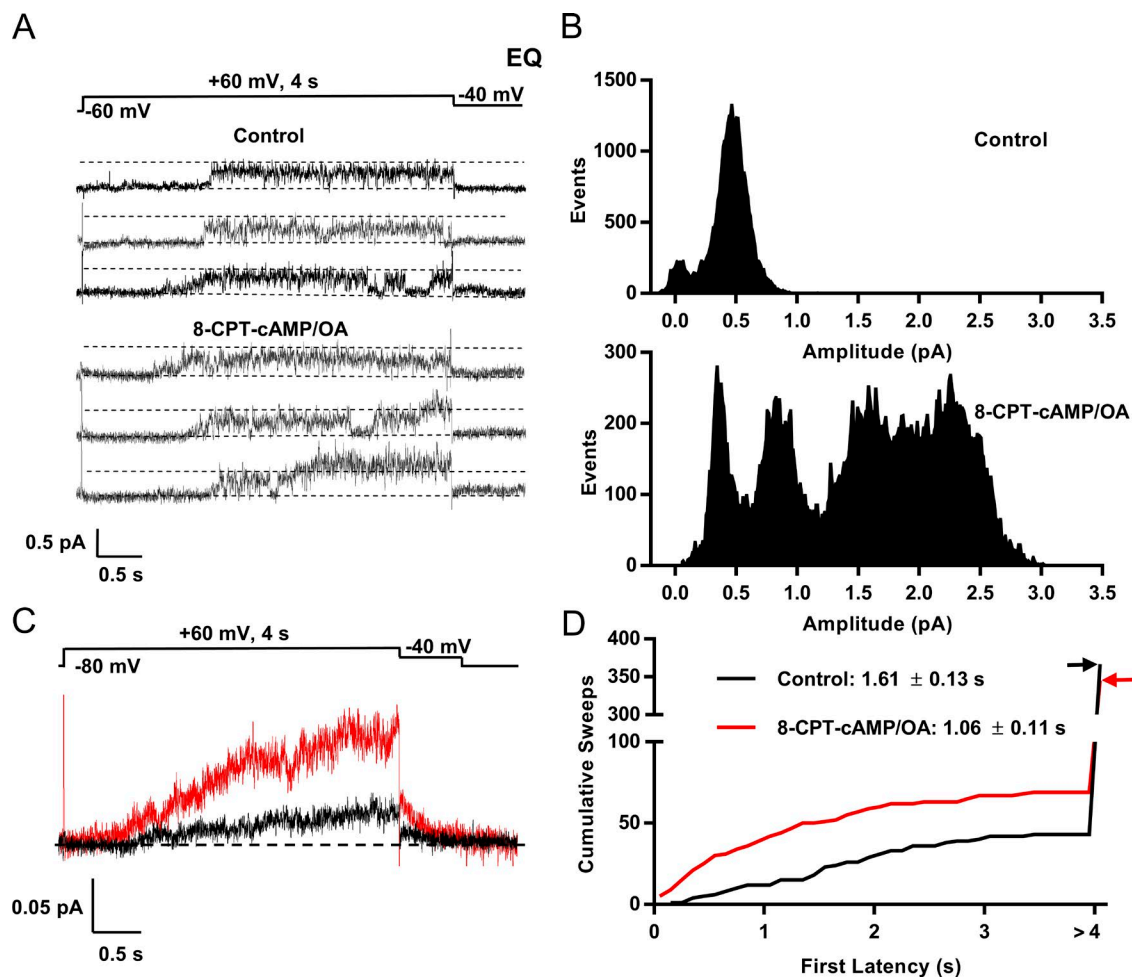 A
EQ
+60 mV, 4 s
-60 mV
-40 mV
Control
8-CPT-cAMP/OA
0.5 pA
0.5 s
B
1500
1000
500
0
Events
Control
0.0 0.5 1.0 1.5 2.0 2.5 3.0 3.5
Amplitude (pA)
300
200
100
0
Events
8-CPT-cAMP/OA
0.0 0.5 1.0 1.5 2.0 2.5 3.0 3.5
Amplitude (pA)
C
+60 mV, 4 s
-80 mV
-40 mV
0.05 pA
0.5 s
D
400
350
300
100
50
0
Cumulative Sweeps
Control: 1.61 ± 0.13 s
8-CPT-cAMP/OA: 1.06 ± 0.11 s
0 1 2 3 > 4
First Latency (s)